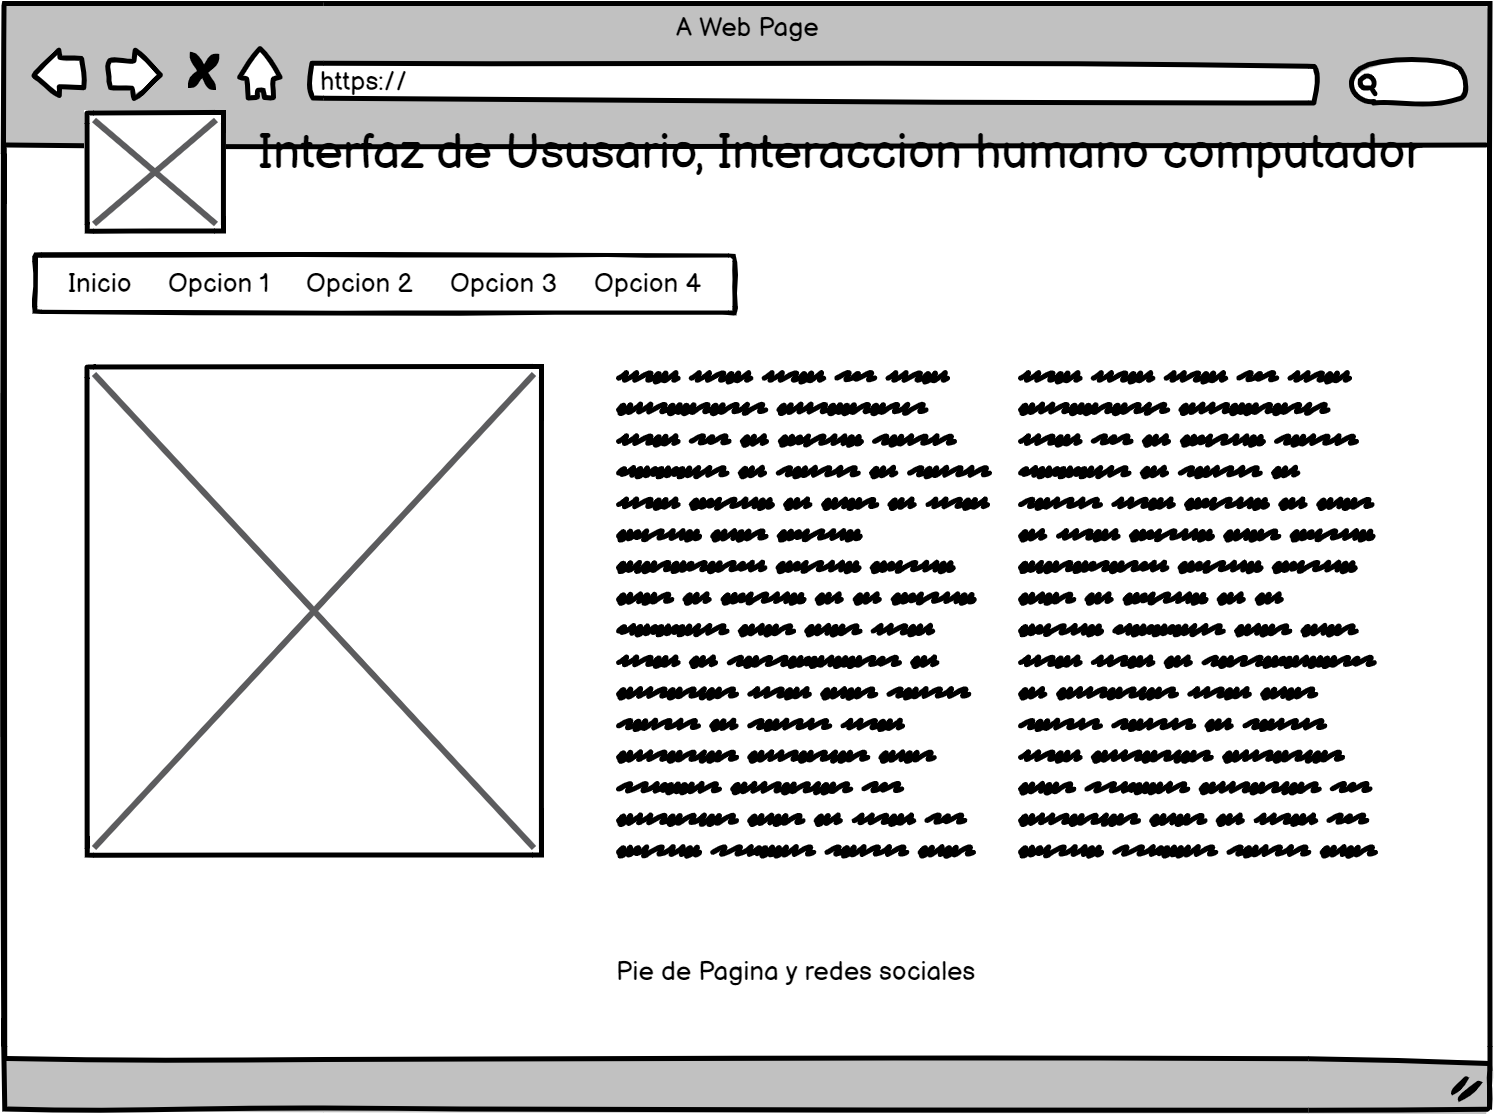 A Web Page
https://
Interfaz de Ususario, Interaccion humano computador
Inicio Opcion 1 Opcion 2 Opcion 3 Opcion 4
Pie de Pagina y redes sociales